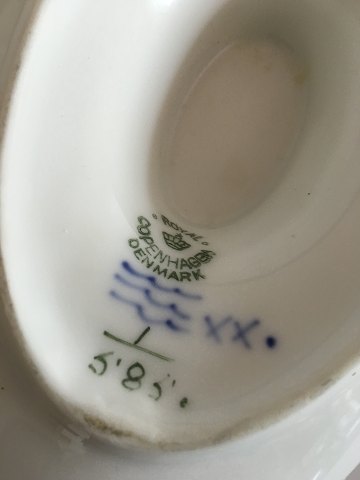 ROYAL
COPENHAGEN
DENMARK
XX.
1
5'85.